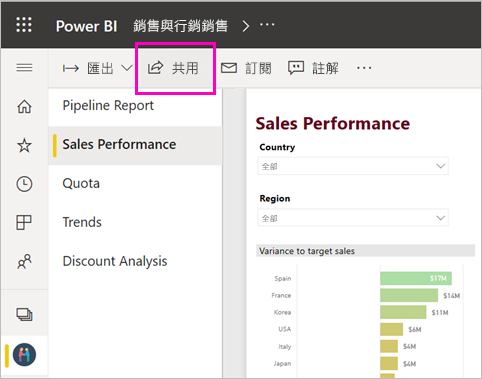 Power BI 銷售與行銷銷售 > ···
匯出 共用 訂閱 註解 ···
Pipeline Report
Sales Performance
Quota
Trends
Discount Analysis
Sales Performance
Country
全部
Region
全部
Variance to target sales
Spain $17M
France $14M
Korea $11M
USA $6M
Italy $4M
Japan $4M